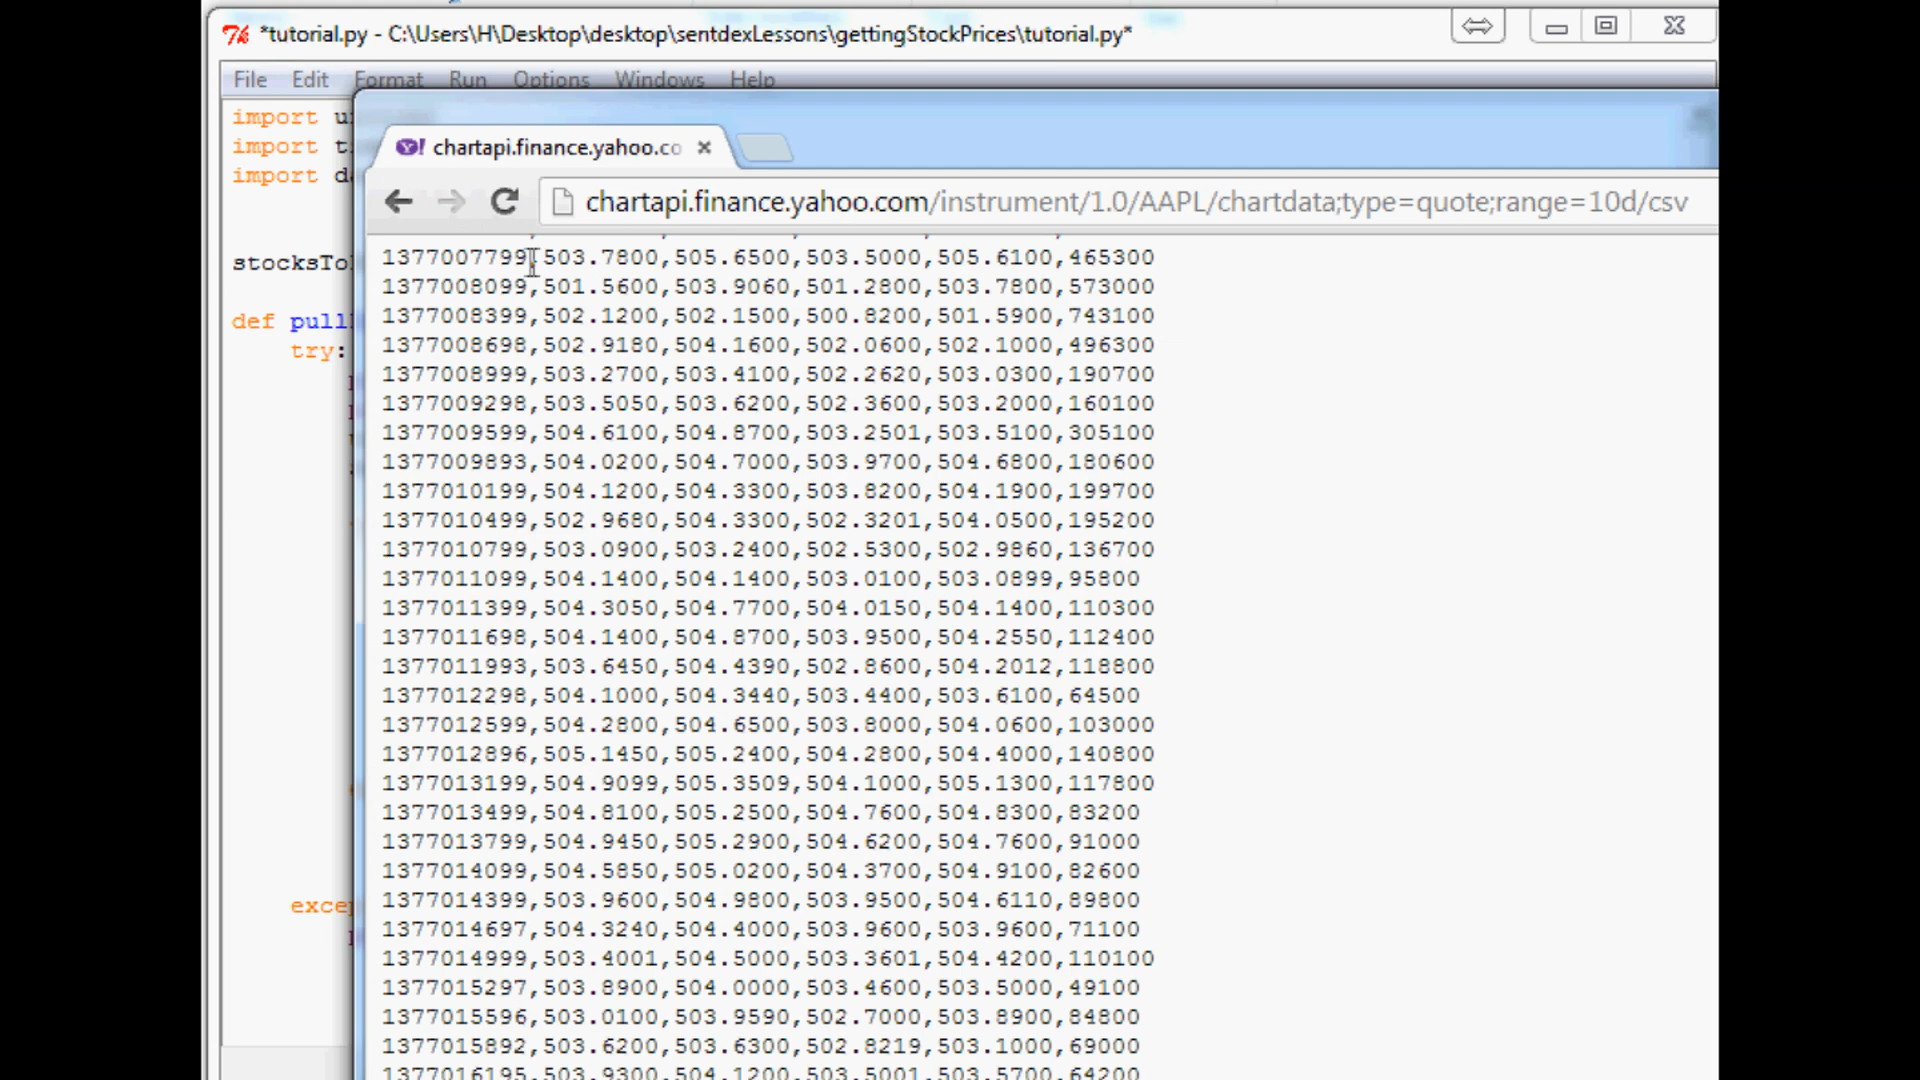 *tutorial.py - C:\Users\H\Desktop\desktop\sentdexLessons\gettingStockPrices\tutorial.py*
File Edit Format Run Options Windows Help
import
import
import
stocksTo
def pull
try:
chartapi.finance.yahoo.co
chartapi.finance.yahoo.com/instrument/1.0/AAPL/chartdata;type=quote;range=10d/csv
1377007799,503.7800,505.6500,503.5000,505.6100,465300
1377008099,501.5600,503.9060,501.2800,503.7800,573000
1377008399,502.1200,502.1500,500.8200,501.5900,743100
1377008698,502.9180,504.1600,502.0600,502.1000,496300
1377008999,503.2700,503.4100,502.2620,503.0300,190700
1377009298,503.5050,503.6200,502.3600,503.2000,160100
1377009599,504.6100,504.8700,503.2501,503.5100,305100
1377009893,504.0200,504.7000,503.9700,504.6800,180600
1377010199,504.1200,504.3300,503.8200,504.1900,199700
1377010499,502.9680,504.3300,502.3201,504.0500,195200
1377010799,503.0900,503.2400,502.5300,502.9860,136700
1377011099,504.1400,504.1400,503.0100,503.0899,95800
1377011399,504.3050,504.7700,504.0150,504.1400,110300
1377011698,504.1400,504.8700,503.9500,504.2550,112400
1377011993,503.6450,504.4390,502.8600,504.2012,118800
1377012298,504.1000,504.3440,503.4400,503.6100,64500
1377012599,504.2800,504.6500,503.8000,504.0600,103000
1377012896,505.1450,505.2400,504.2800,504.4000,140800
1377013199,504.9099,505.3509,504.1000,505.1300,117800
1377013499,504.8100,505.2500,504.7600,504.8300,83200
1377013799,504.9450,505.2900,504.6200,504.7600,91000
1377014099,504.5850,505.0200,504.3700,504.9100,82600
1377014399,503.9600,504.9800,503.9500,504.6110,89800
1377014697,504.3240,504.4000,503.9600,503.9600,71100
1377014999,503.4001,504.5000,503.3601,504.4200,110100
1377015297,503.8900,504.0000,503.4600,503.5000,49100
1377015596,503.0100,503.9590,502.7000,503.8900,84800
1377015892,503.6200,503.6300,502.8219,503.1000,69000
1377016195,503.9300,504.1200,503.5001,503.5700,64200
exce